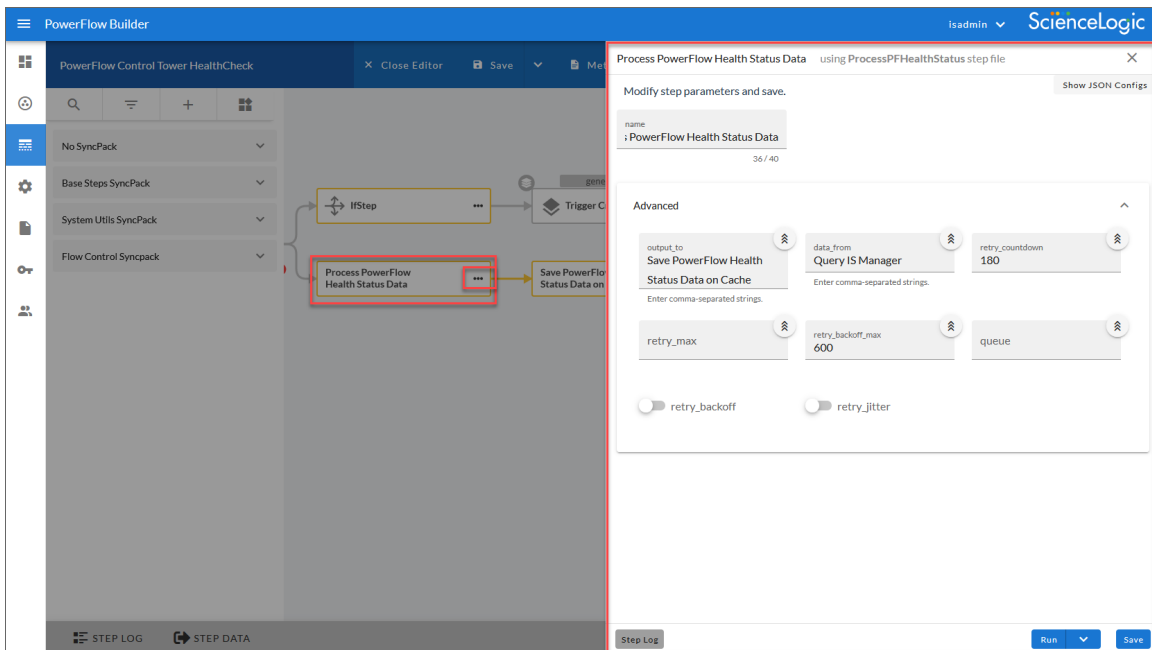 PowerFlow Builder
isadmin
ScienceLogic
PowerFlow Control Tower HealthCheck
Close Editor
Save
Met
No SyncPack
Base Steps SyncPack
System Utils SyncPack
Flow Control Syncpack
gene
IfStep
Trigger C
Process PowerFlow
Health Status Data
Save PowerFlo
Status Data on
STEP LOG
STEP DATA
Process PowerFlow Health Status Data using ProcessPFHealthStatus step file
Show JSON Configs
Modify step parameters and save.
name
s PowerFlow Health Status Data
36 / 40
Advanced
output_to
Save PowerFlow Health
Status Data on Cache
Enter comma-separated strings.
data_from
Query IS Manager
Enter comma-separated strings.
retry_countdown
180
retry_max
retry_backoff_max
600
queue
retry_backoff
retry_jitter
Step Log
Run
Save